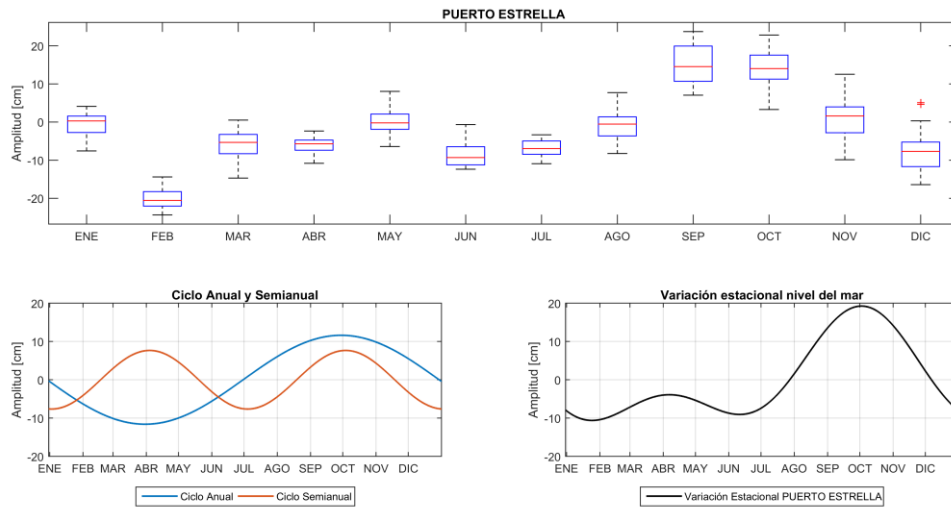 PUERTO ESTRELLA
Amplitud [cm]
20
10
0
-10
-20
ENE FEB MAR ABR MAY JUN JUL AGO SEP OCT NOV DIC
Ciclo Anual y Semianual
Amplitud [cm]
20
10
0
-10
-20
ENE FEB MAR ABR MAY JUN JUL AGO SEP OCT NOV DIC
Ciclo Anual Ciclo Semianual
Variación estacional nivel del mar
Amplitud [cm]
20
10
0
-10
-20
ENE FEB MAR ABR MAY JUN JUL AGO SEP OCT NOV DIC
Variación Estacional PUERTO ESTRELLA